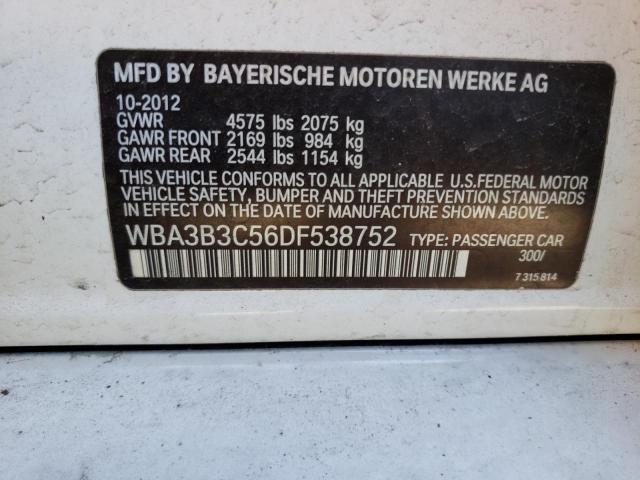 MFD BY BAYERISCHE MOTOREN WERKE AG
10-2012
GVWR 4575 lbs 2075 kg
GAWR FRONT 2169 lbs 984 kg
GAWR REAR 2544 lbs 1154 kg
THIS VEHICLE CONFORMS TO ALL APPLICABLE U.S.FEDERAL MOTOR
VEHICLE SAFETY, BUMPER AND THEFT PREVENTION STANDARDS
IN EFFECT ON THE DATE OF MANUFACTURE SHOWN ABOVE.
WBA3B3C56DF538752 TYPE: PASSENGER CAR
300/
7 315 814